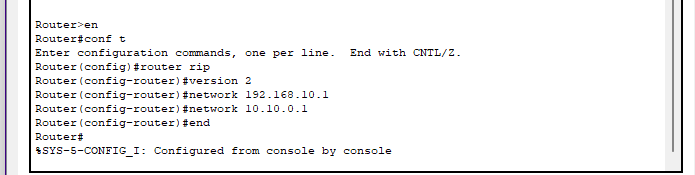 Router>en
Router#conf t
Enter configuration commands, one per line.  End with CNTL/Z.
Router(config)#router rip
Router(config-router)#version 2
Router(config-router)#network 192.168.10.1
Router(config-router)#network 10.10.0.1
Router(config-router)#end
Router#
%SYS-5-CONFIG_I: Configured from console by console